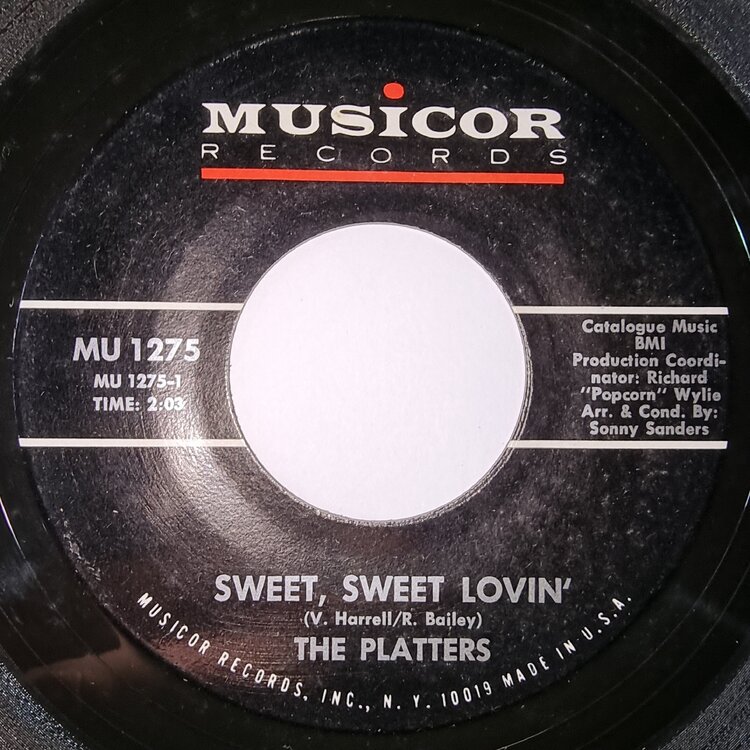 MUSICOR
RECORDS
MU 1275
MU 1275-1
TIME: 2:03
Catalogue Music
BMI
Production Coordi-
nator: Richard
"Popcorn" Wylie
Arr. & Cond. By:
Sonny Sanders
SWEET, SWEET LOVIN'
(V. Harrell/R. Bailey)
THE PLATTERS
MUSICOR RECORDS, INC., N. Y. 10019 MADE IN U.S.A.